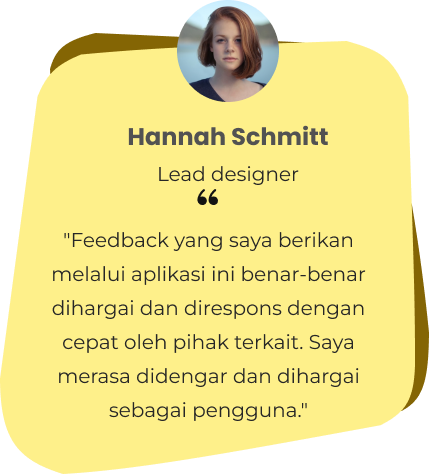 Hannah Schmitt
Lead designer
❝
"Feedback yang saya berikan
melalui aplikasi ini benar-benar
dihargai dan direspons dengan
cepat oleh pihak terkait. Saya
merasa didengar dan dihargai
sebagai pengguna."